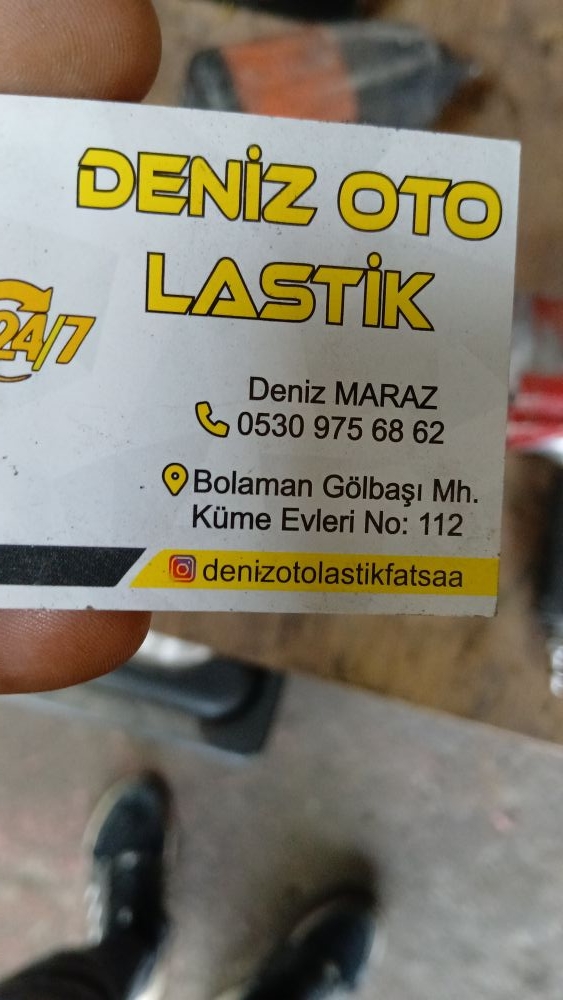 DENİZ OTO
LASTİK
24/7
Deniz MARAZ
0530 975 68 62
Bolaman Gölbaşı Mh.
Küme Evleri No: 112
denizotolastikfatsaa